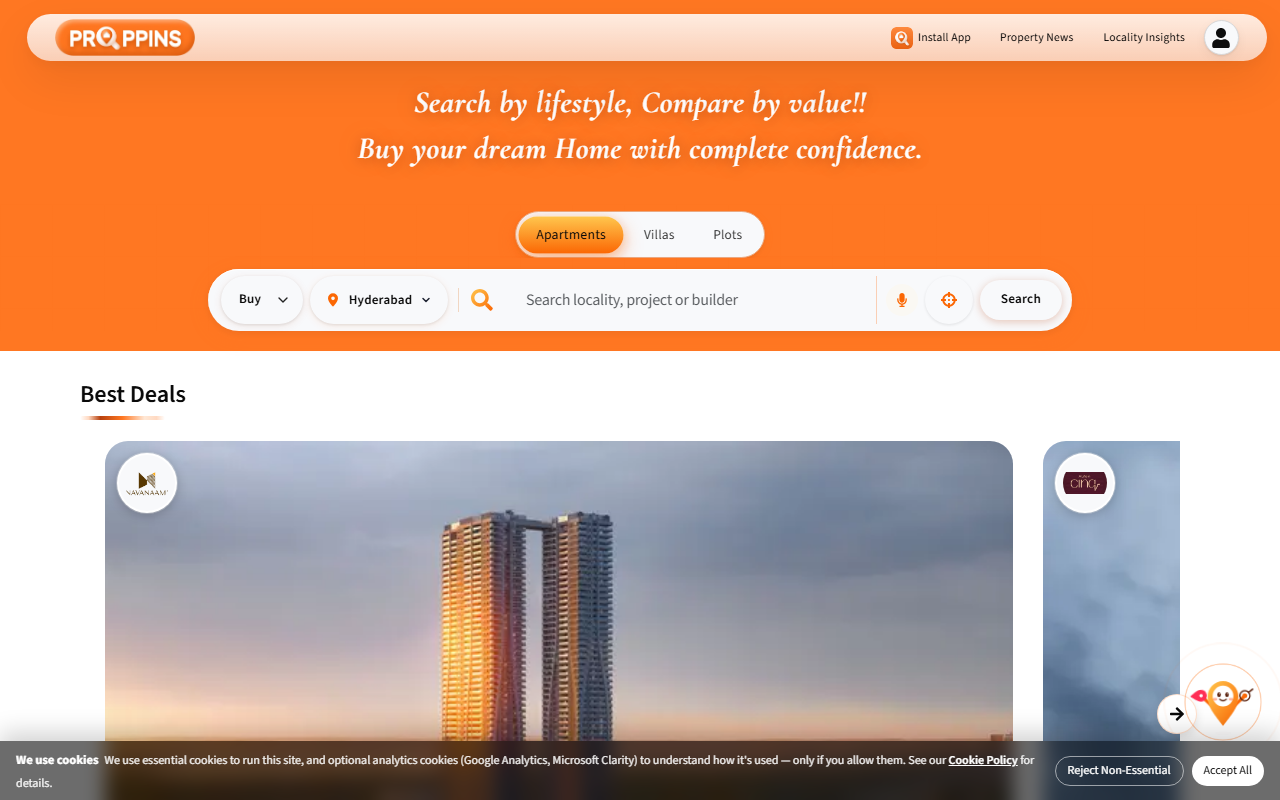 PROPPINS
Install App
Property News
Locality Insights
Search by lifestyle, Compare by value!!
Buy your dream Home with complete confidence.
Apartments
Villas
Plots
Buy
Hyderabad
Search locality, project or builder
Search
Best Deals
NAVANAAMI
cinq
We use cookies We use essential cookies to run this site, and optional analytics cookies (Google Analytics, Microsoft Clarity) to understand how it's used — only if you allow them. See our Cookie Policy for
details.
Reject Non-Essential
Accept All